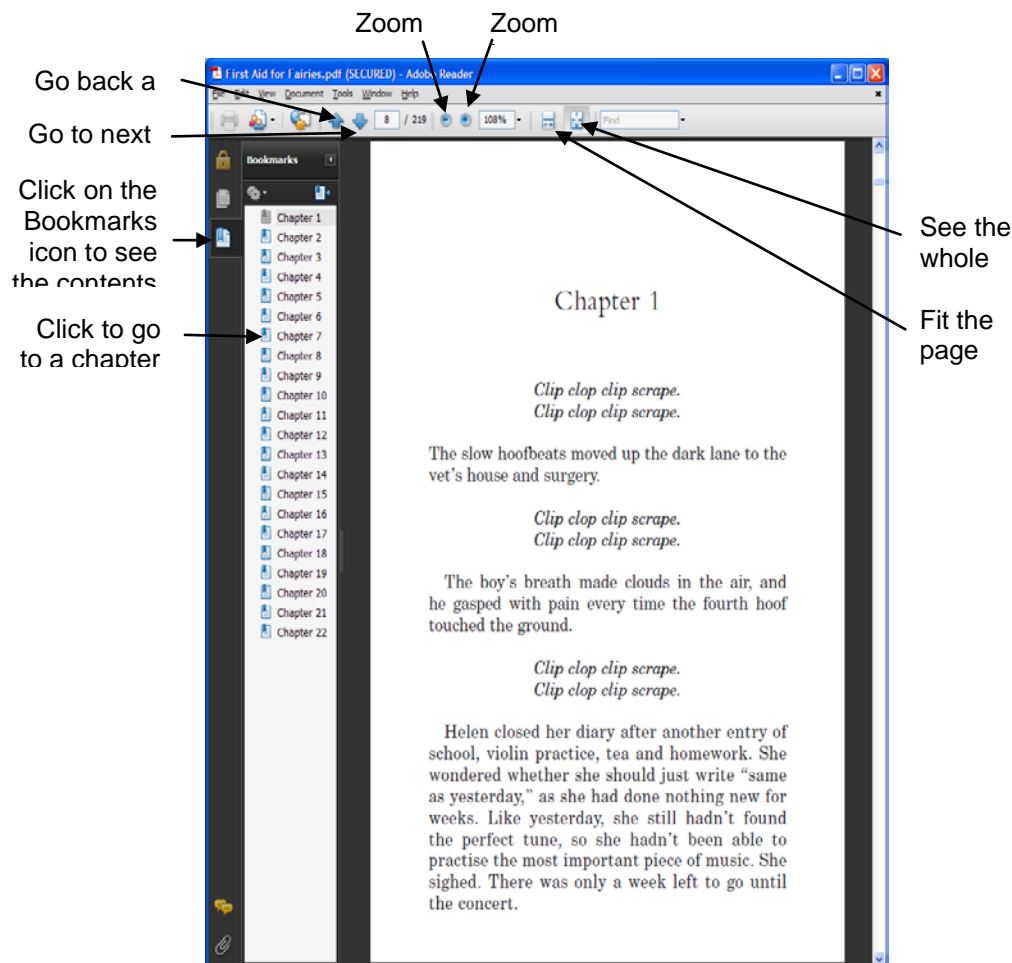 Zoom Zoom
Go back a
Go to next
Click on the
Bookmarks
icon to see
the contents
Click to go
to a chapter
See the
whole
Fit the
page
First Aid for Fairies.pdf (SECURED) - Adobe Reader
File Edit View Document Tools Window Help
8 / 219 108% Find
Bookmarks
Chapter 1
Chapter 2
Chapter 3
Chapter 4
Chapter 5
Chapter 6
Chapter 7
Chapter 8
Chapter 9
Chapter 10
Chapter 11
Chapter 12
Chapter 13
Chapter 14
Chapter 15
Chapter 16
Chapter 17
Chapter 18
Chapter 19
Chapter 20
Chapter 21
Chapter 22
Chapter 1
Clip clop clip scrape.
Clip clop clip scrape.
The slow hoofbeats moved up the dark lane to the
vet's house and surgery.
Clip clop clip scrape.
Clip clop clip scrape.
The boy's breath made clouds in the air, and
he gasped with pain every time the fourth hoof
touched the ground.
Clip clop clip scrape.
Clip clop clip scrape.
Helen closed her diary after another entry of
school, violin practice, tea and homework. She
wondered whether she should just write “same
as yesterday,” as she had done nothing new for
weeks. Like yesterday, she still hadn't found
the perfect tune, so she hadn't been able to
practise the most important piece of music. She
sighed. There was only a week left to go until
the concert.